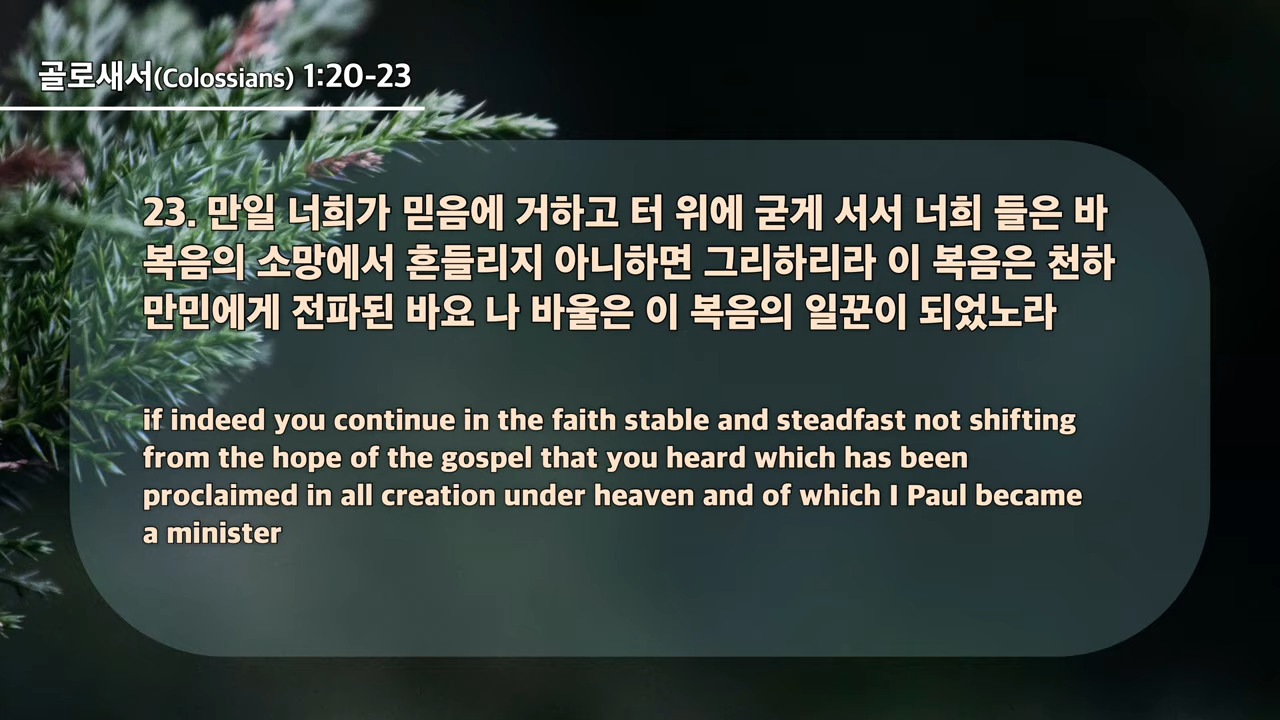 골로새서(Colossians) 1:20-23
23. 만일 너희가 믿음에 거하고 터 위에 굳게 서서 너희 들은 바
복음의 소망에서 흔들리지 아니하면 그리하리라 이 복음은 천하
만민에게 전파된 바요 나 바울은 이 복음의 일꾼이 되었노라
if indeed you continue in the faith stable and steadfast not shifting
from the hope of the gospel that you heard which has been
proclaimed in all creation under heaven and of which I Paul became
a minister